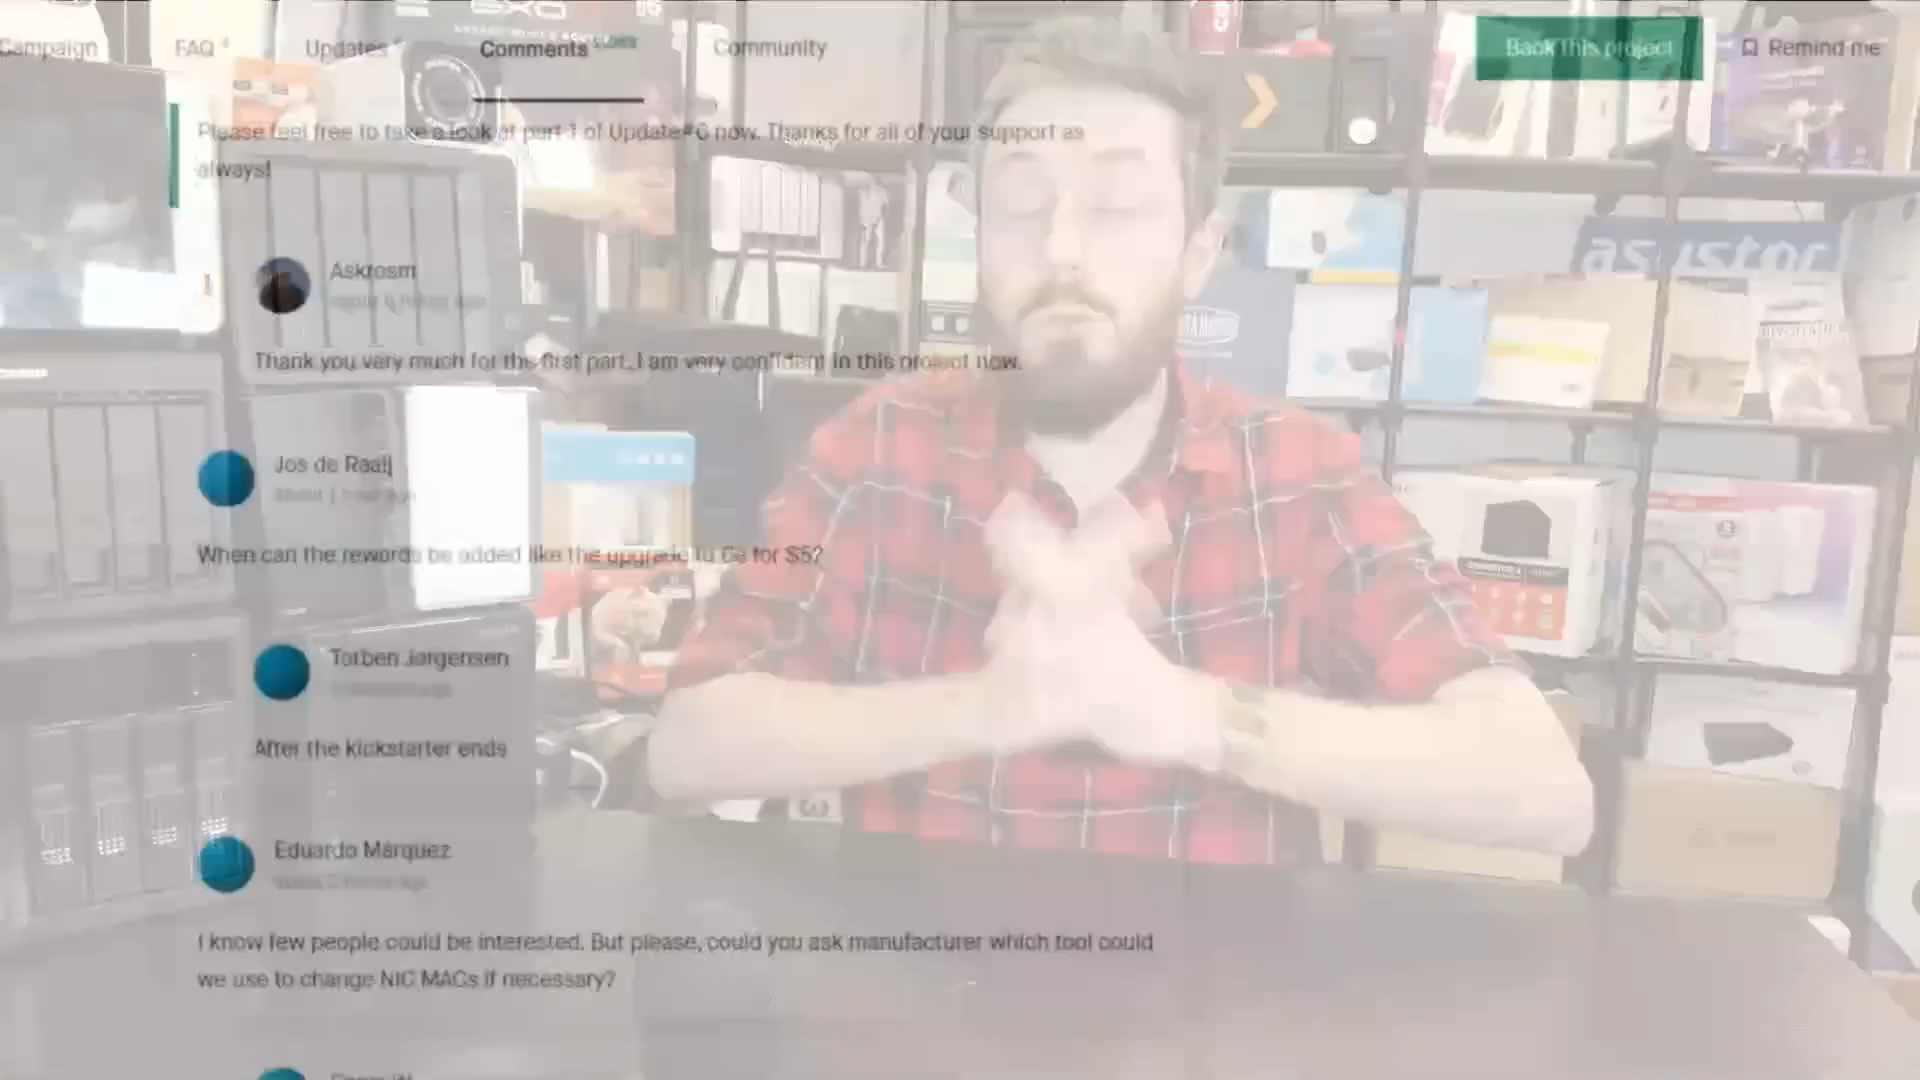 Campaign FAQ 4 Updates Comments Community Back this project Remind me
Please feel free to take a look at part 1 of Update #6 now. Thanks for all of your support as
always!
Askrosm
Thank you vary much for the first part. I am very confident in this project now.
asustor
Jos de Raaij
When can the rewards be added like the upgrade to for $5?
Torben Jørgensen
After the kickstarter ends
Eduardo Márquez
I know few people could be interested. But please, could you ask manufacturer which tool could
we use to change NIC MACs if necessary?